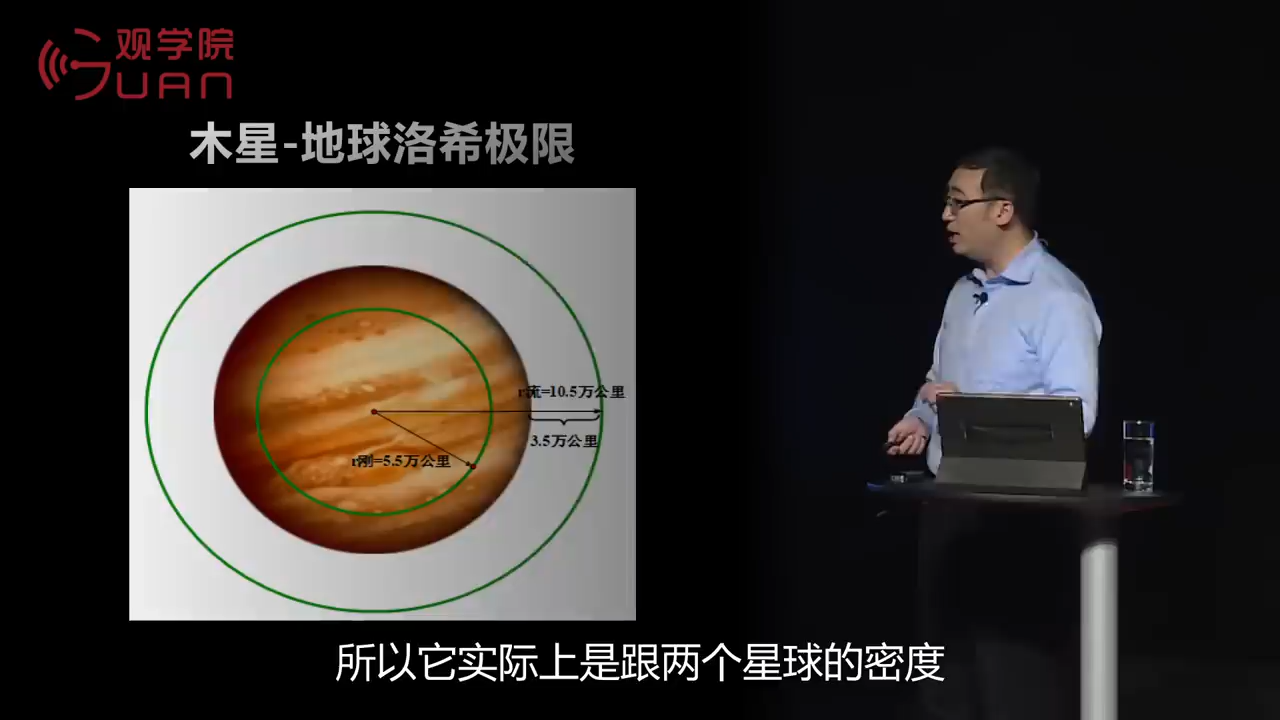 观学院
GUAN
木星-地球洛希极限
r流=10.5万公里
3.5万公里
r刚=5.5万公里
所以它实际上是跟两个星球的密度